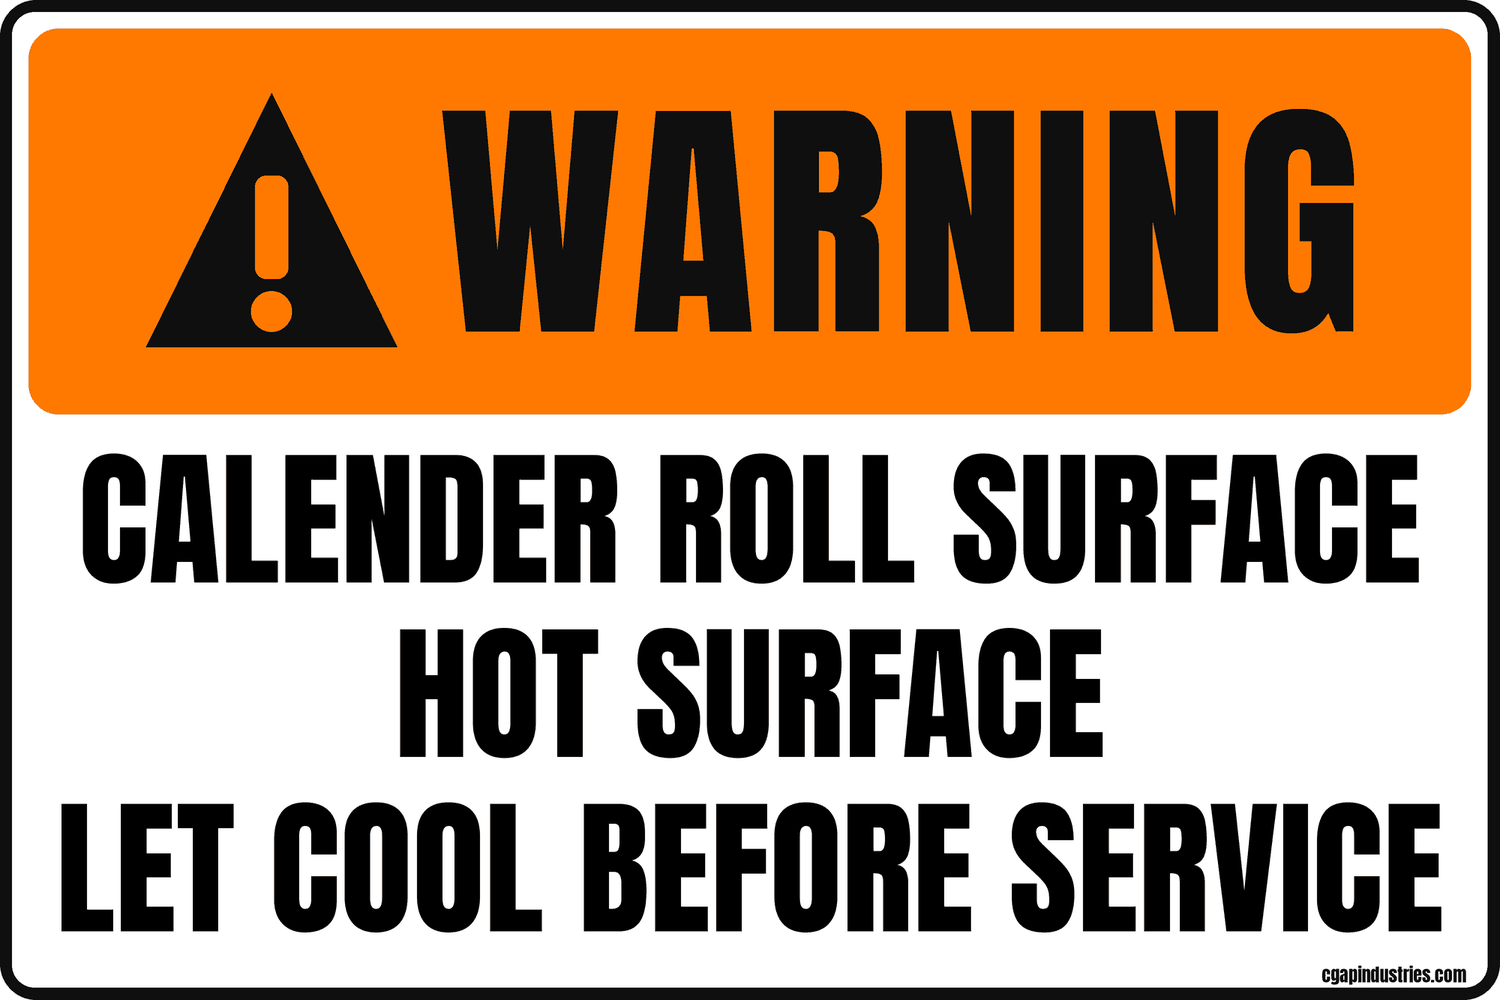 WARNING
CALENDER ROLL SURFACE
HOT SURFACE
LET COOL BEFORE SERVICE
cgapindustries.com